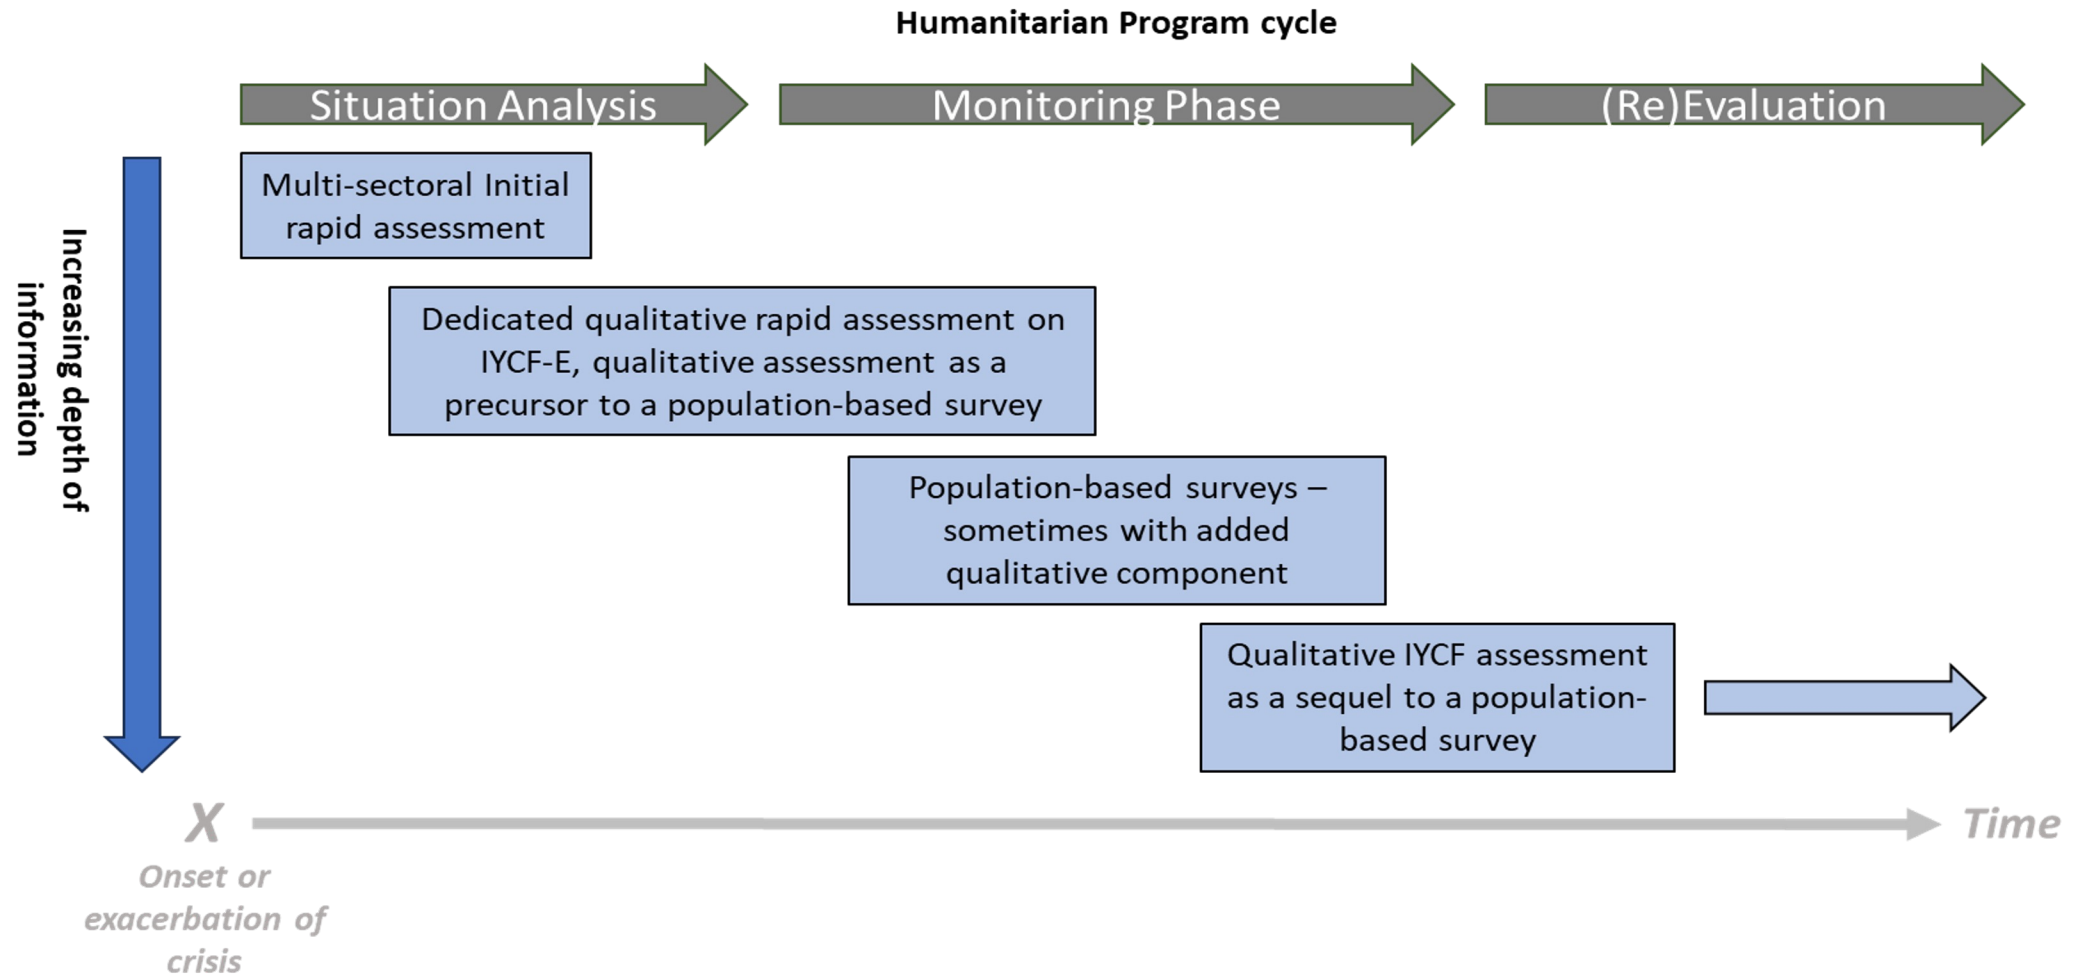 Humanitarian Program cycle
Situation Analysis
Monitoring Phase
(Re)Evaluation
Increasing depth of
information
Multi-sectoral Initial
rapid assessment
Dedicated qualitative rapid assessment on
IYCF-E, qualitative assessment as a
precursor to a population-based survey
Population-based surveys –
sometimes with added
qualitative component
Qualitative IYCF assessment
as a sequel to a population-
based survey
X
Time
Onset or
exacerbation of
crisis